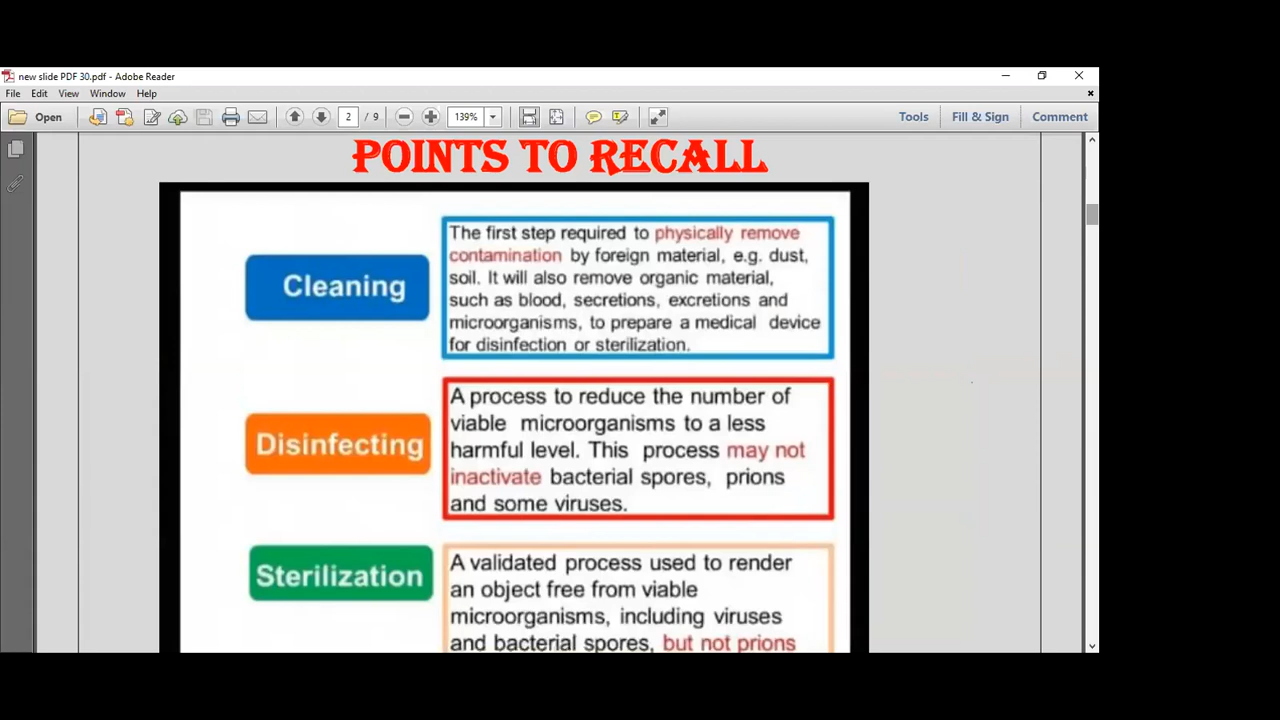 new slide PDF 30.pdf - Adobe Reader
File Edit View Window Help
Open 2 / 9 139% Tools Fill & Sign Comment
POINTS TO RECALL
Cleaning
The first step required to physically remove
contamination by foreign material, e.g. dust,
soil. It will also remove organic material,
such as blood, secretions, excretions and
microorganisms, to prepare a medical device
for disinfection or sterilization.
Disinfecting
A process to reduce the number of
viable microorganisms to a less
harmful level. This process may not
inactivate bacterial spores, prions
and some viruses.
Sterilization
A validated process used to render
an object free from viable
microorganisms, including viruses
and bacterial spores, but not prions